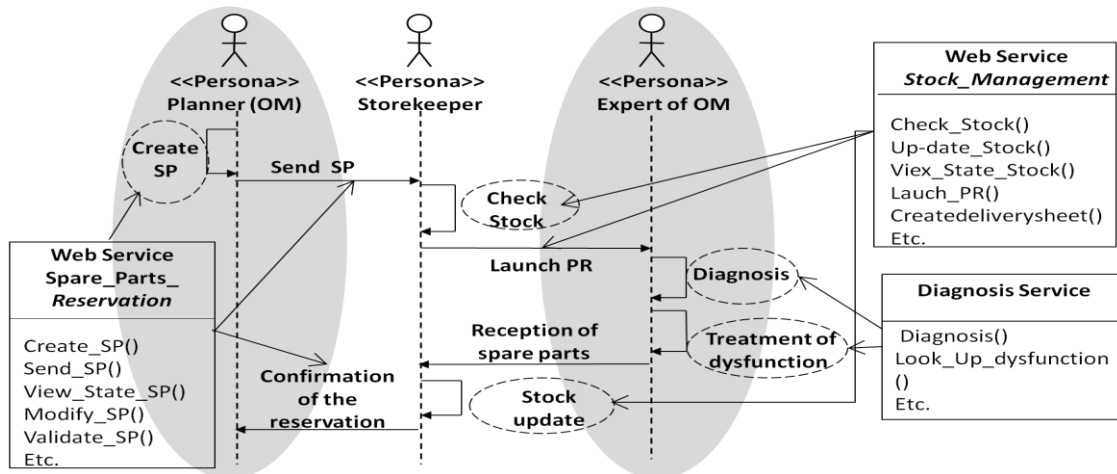 <<Persona>>
Planner (OM)
<<Persona>>
Storekeeper
<<Persona>>
Expert of OM
Web Service
Stock_Management
Check_Stock()
Up-date_Stock()
Viex_State_Stock()
Lauch_PR()
Createdeliverysheet()
Etc.
Create
SP
Send SP
Check
Stock
Launch PR
Diagnosis
Treatment of
dysfunction
Reception of
spare parts
Stock
update
Confirmation
of the
reservation
Web Service
Spare_Parts_
Reservation
Create_SP()
Send_SP()
View_State_SP()
Modify_SP()
Validate_SP()
Etc.
Diagnosis Service
Diagnosis()
Look_Up_dysfunction
()
Etc.